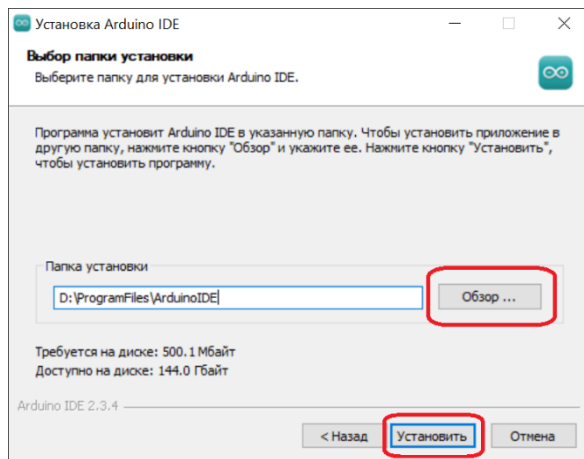 Установка Arduino IDE
Выбор папки установки
Выберите папку для установки Arduino IDE.
Программа установит Arduino IDE в указанную папку. Чтобы установить приложение в
другую папку, нажмите кнопку "Обзор" и укажите ее. Нажмите кнопку "Установить",
чтобы установить программу.
Папка установки
D:\ProgramFiles\ArduinoIDE
Обзор ...
Требуется на диске: 500.1 Мбайт
Доступно на диске: 144.0 Гбайт
Arduino IDE 2.3.4
< Назад Установить Отмена